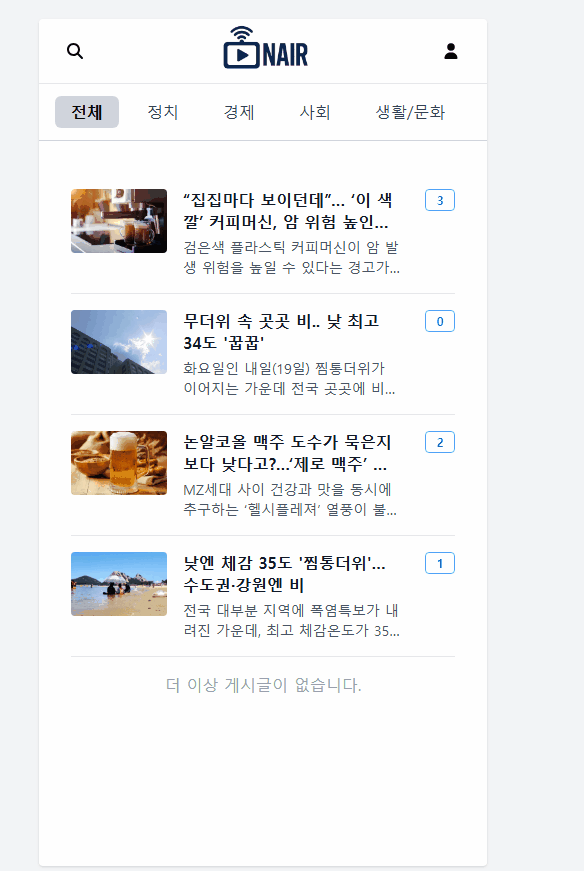 NAIR
전체 정치 경제 사회 생활/문화
“집집마다 보이던데”... ‘이 색
깔’ 커피머신, 암 위험 높인...
3
검은색 플라스틱 커피머신이 암 발
생 위험을 높일 수 있다는 경고가...
무더위 속 곳곳 비.. 낮 최고
34도 '꿉꿉'
0
화요일인 내일(19일) 찜통더위가
이어지는 가운데 전국 곳곳에 비...
논알코올 맥주 도수가 묵은지
보다 낮다고?...‘제로 맥주’ ...
2
MZ세대 사이 건강과 맛을 동시에
추구하는 ‘헬시플레져’ 열풍이 불...
낮엔 체감 35도 '찜통더위'...
수도권·강원엔 비
1
전국 대부분 지역에 폭염특보가 내
려진 가운데, 최고 체감온도가 35...
더 이상 게시글이 없습니다.